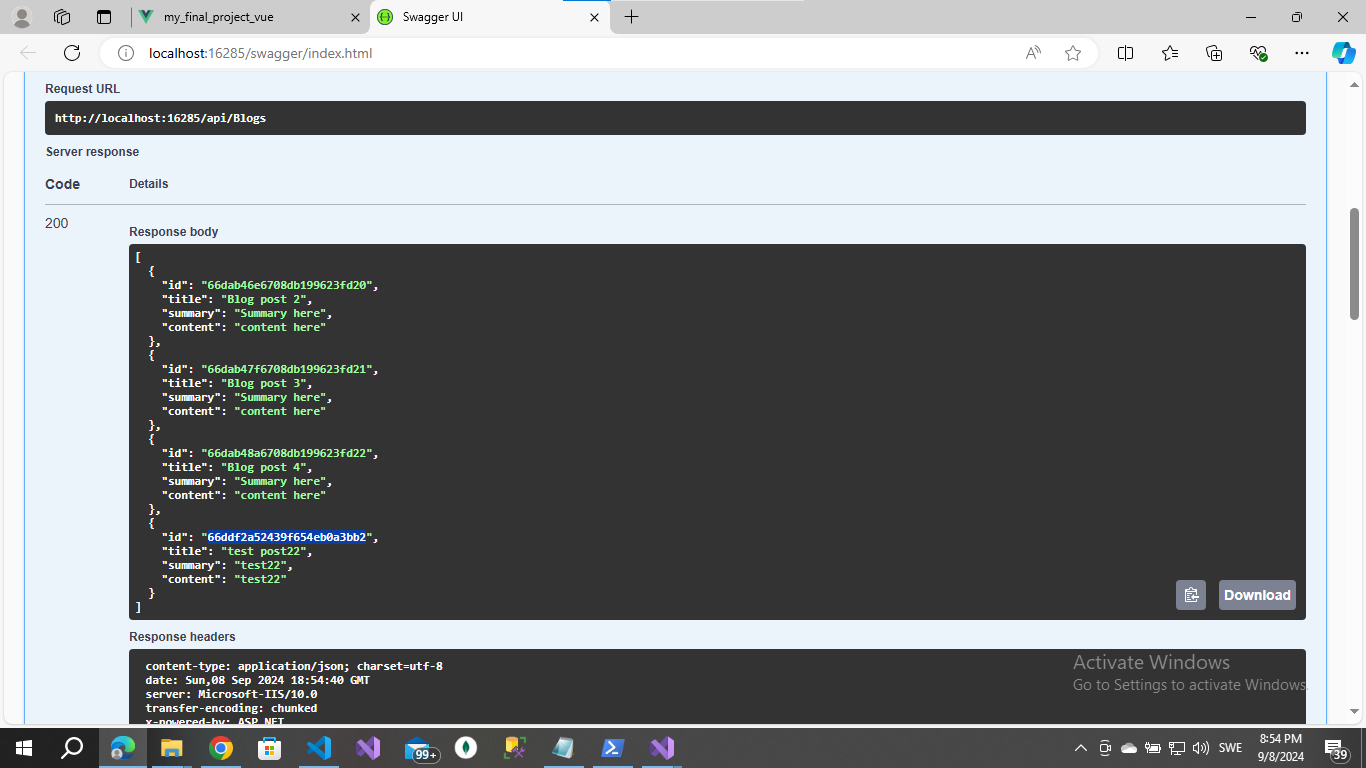 my_final_project_vue
Swagger UI
localhost:16285/swagger/index.html
Request URL
http://localhost:16285/api/Blogs
Server response
Code Details
200
Response body
[
{
"id": "66dab46e6708db199623fd20",
"title": "Blog post 2",
"summary": "Summary here",
"content": "content here"
},
{
"id": "66dab47f6708db199623fd21",
"title": "Blog post 3",
"summary": "Summary here",
"content": "content here"
},
{
"id": "66dab48a6708db199623fd22",
"title": "Blog post 4",
"summary": "Summary here",
"content": "content here"
},
{
"id": "66ddf2a52439f654eb0a3bb2",
"title": "test post22",
"summary": "test22",
"content": "test22"
}
]
Download
Response headers
content-type: application/json; charset=utf-8
date: Sun,08 Sep 2024 18:54:40 GMT
server: Microsoft-IIS/10.0
transfer-encoding: chunked
x-powered-by: ASP.NET
Activate Windows
Go to Settings to activate Windows.
99+
SWE
8:54 PM
9/8/2024
39